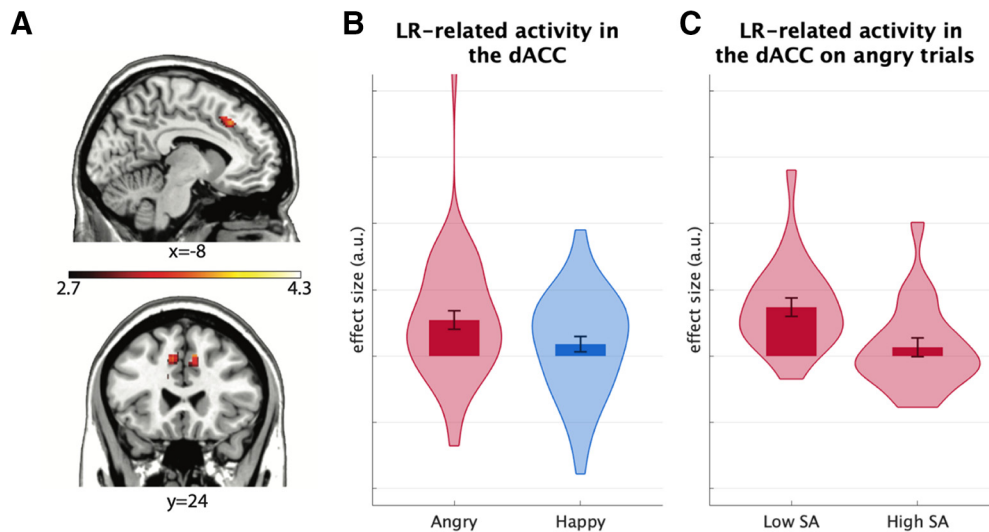 A
x=-8
2.7 4.3
y=24
B
LR-related activity in
the dACC
effect size (a.u.)
Angry Happy
C
LR-related activity in
the dACC on angry trials
effect size (a.u.)
Low SA High SA